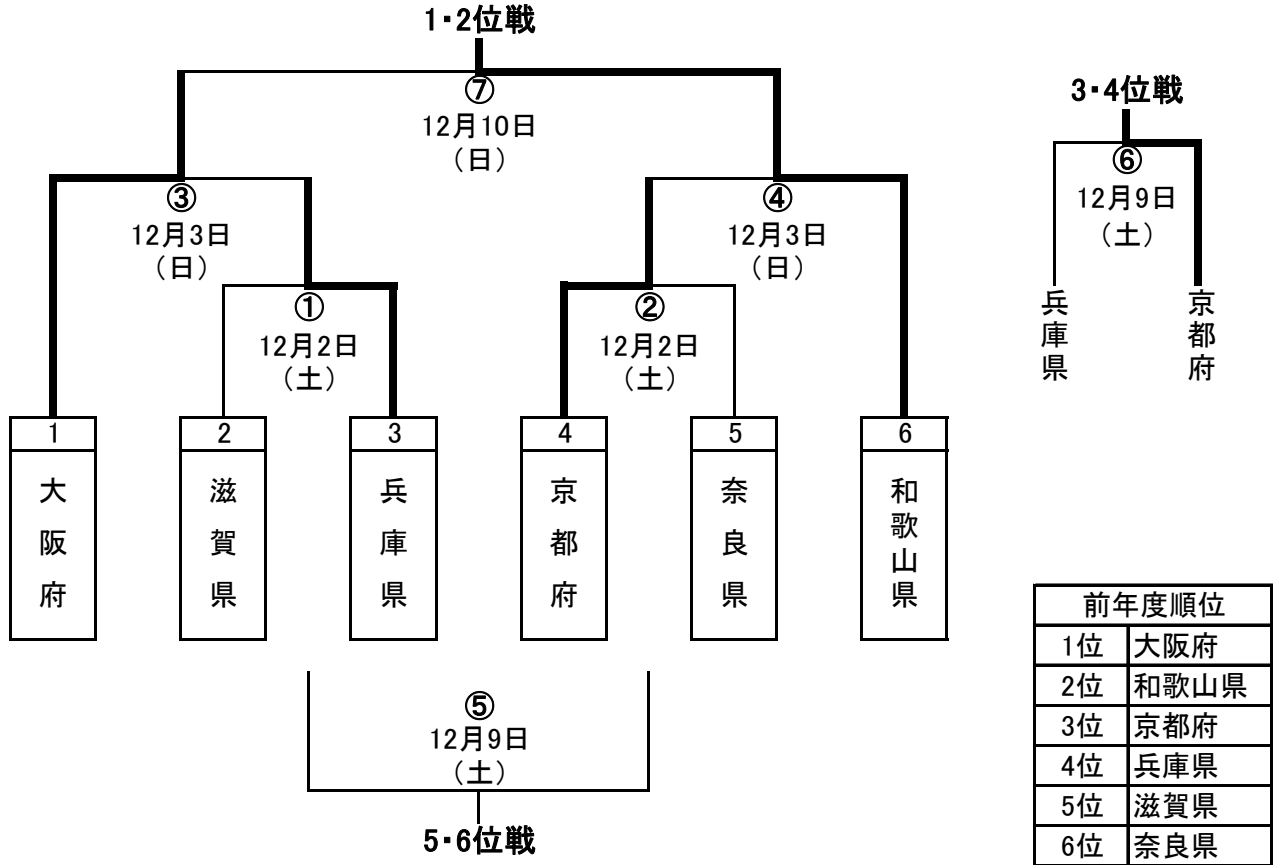 1・2位戦
⑦
12月10日
（日）
3・4位戦
⑥
12月9日
（土）
兵庫県
京都府
③
12月3日
（日）
④
12月3日
（日）
①
12月2日
（土）
②
12月2日
（土）
1
2
3
4
5
6
大阪府
滋賀県
兵庫県
京都府
奈良県
和歌山県
⑤
12月9日
（土）
5・6位戦
前年度順位
1位 大阪府
2位 和歌山県
3位 京都府
4位 兵庫県
5位 滋賀県
6位 奈良県